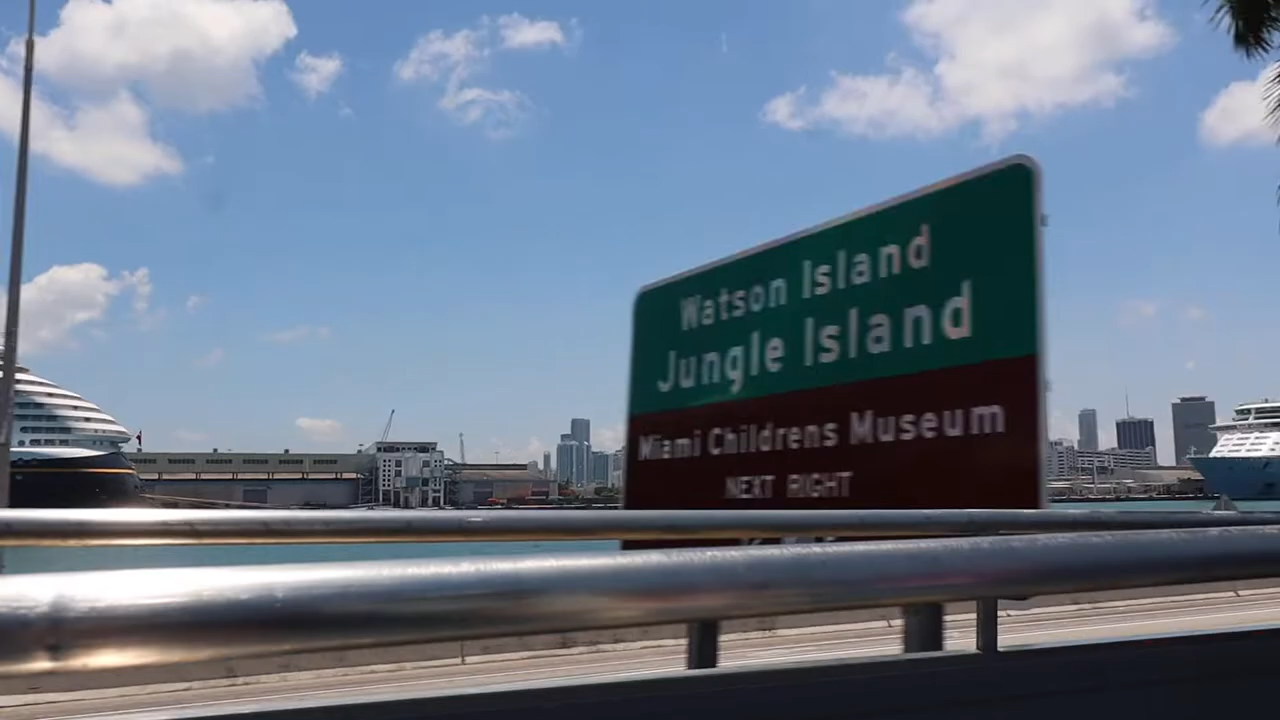 Watson Island
Jungle Island
Miami Childrens Museum
NEXT RIGHT